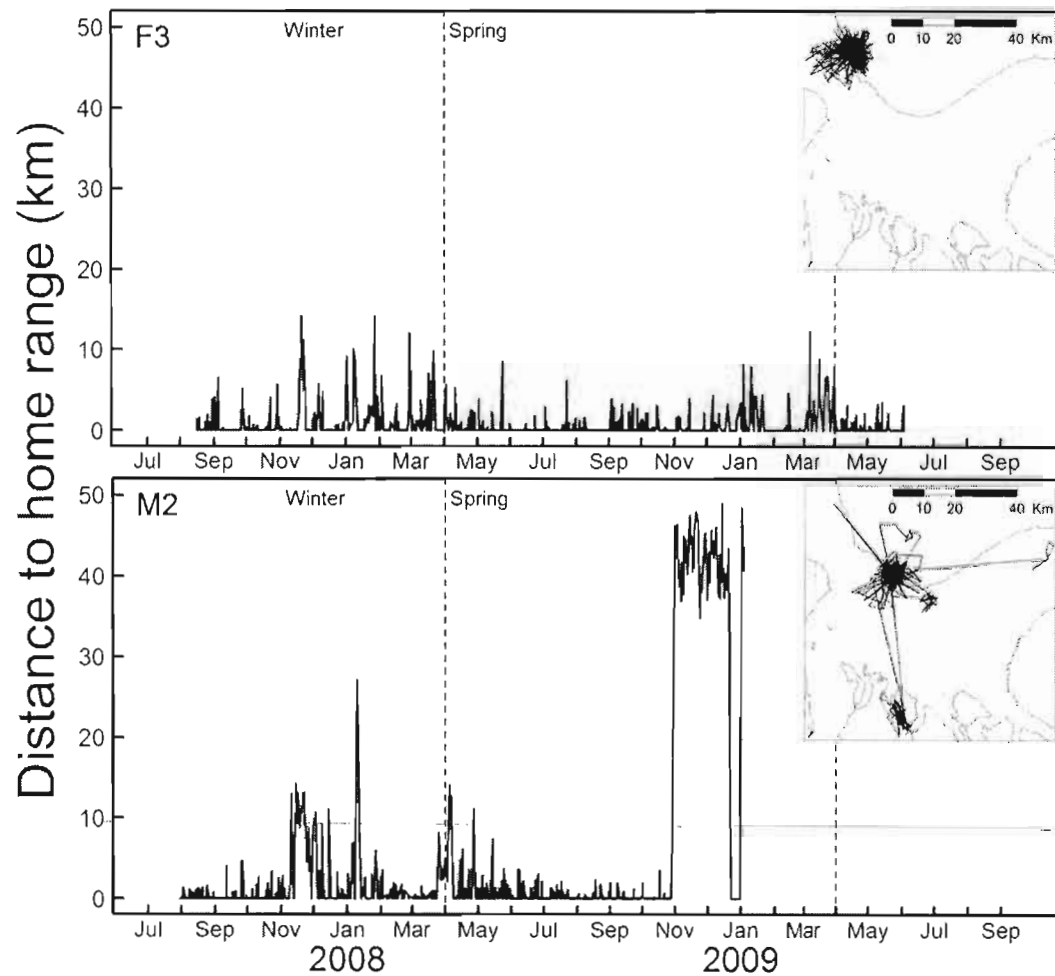 Distance to home range (km)
F3
Winter
Spring
0 10 20 40 Km
50
40
30
20
10
0
Jul Sep Nov Jan Mar May Jul Sep Nov Jan Mar May Jul Sep
M2
Winter
Spring
0 10 20 40 Km
50
40
30
20
10
0
Jul Sep Nov Jan Mar May Jul Sep Nov Jan Mar May Jul Sep
2008 2009